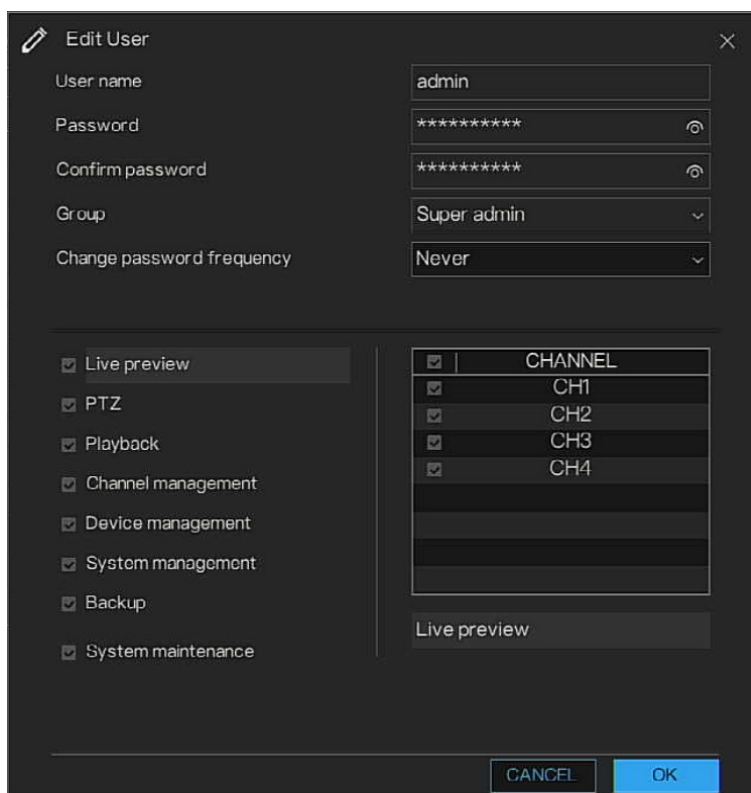 Edit User
User name admin
Password **********
Confirm password **********
Group Super admin
Change password frequency Never
Live preview
PTZ
Playback
Channel management
Device management
System management
Backup
System maintenance
CHANNEL
CH1
CH2
CH3
CH4
Live preview
CANCEL OK